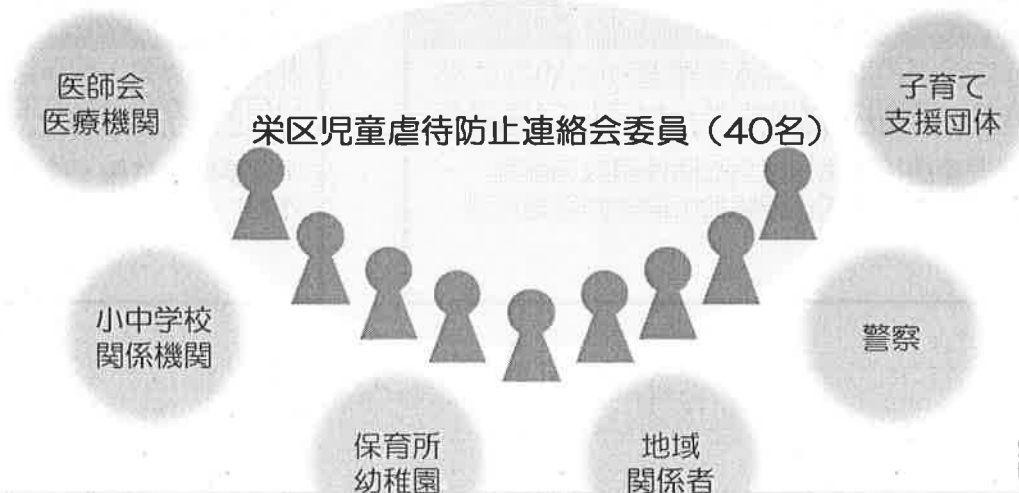 医師会
医療機関
子育て
支援団体
栄区児童虐待防止連絡会委員（40名）
小中学校
関係機関
警察
保育所
幼稚園
地域
関係者